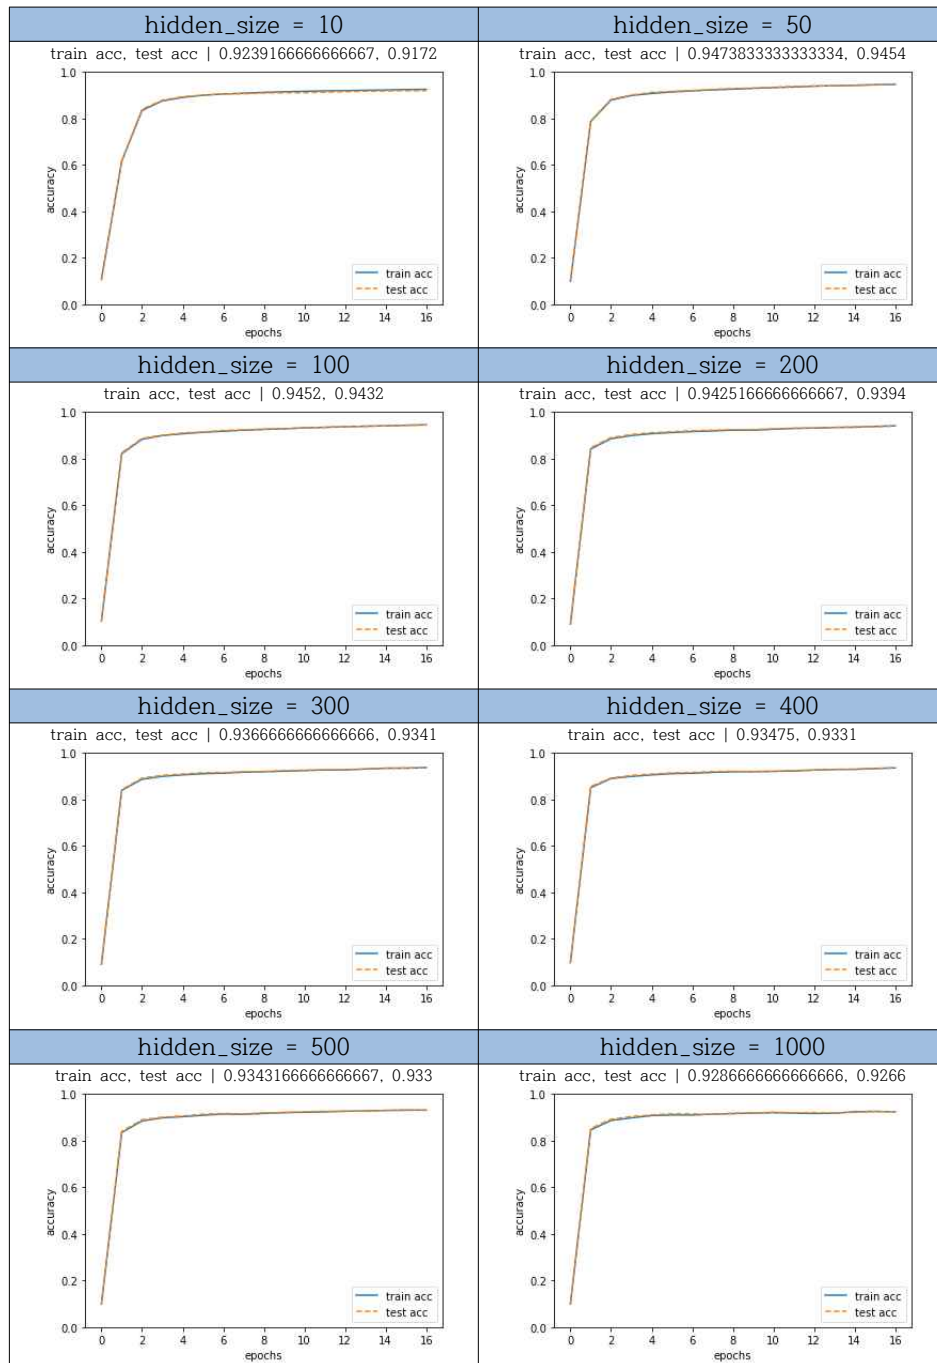 hidden_size = 10
hidden_size = 50
train acc, test acc | 0.9239166666666667, 0.9172
train acc, test acc | 0.9473833333333334, 0.9454
1.0
0.8
0.6
0.4
0.2
0.0
accuracy
train acc
test acc
0 2 4 6 8 10 12 14 16
epochs
1.0
0.8
0.6
0.4
0.2
0.0
accuracy
train acc
test acc
0 2 4 6 8 10 12 14 16
epochs
hidden_size = 100
hidden_size = 200
train acc, test acc | 0.9452, 0.9432
train acc, test acc | 0.9425166666666667, 0.9394
1.0
0.8
0.6
0.4
0.2
0.0
accuracy
train acc
test acc
0 2 4 6 8 10 12 14 16
epochs
1.0
0.8
0.6
0.4
0.2
0.0
accuracy
train acc
test acc
0 2 4 6 8 10 12 14 16
epochs
hidden_size = 300
hidden_size = 400
train acc, test acc | 0.9366666666666666, 0.9341
train acc, test acc | 0.93475, 0.9331
1.0
0.8
0.6
0.4
0.2
0.0
accuracy
train acc
test acc
0 2 4 6 8 10 12 14 16
epochs
1.0
0.8
0.6
0.4
0.2
0.0
accuracy
train acc
test acc
0 2 4 6 8 10 12 14 16
epochs
hidden_size = 500
hidden_size = 1000
train acc, test acc | 0.9343166666666667, 0.933
train acc, test acc | 0.9286666666666666, 0.9266
1.0
0.8
0.6
0.4
0.2
0.0
accuracy
train acc
test acc
0 2 4 6 8 10 12 14 16
epochs
1.0
0.8
0.6
0.4
0.2
0.0
accuracy
train acc
test acc
0 2 4 6 8 10 12 14 16
epochs